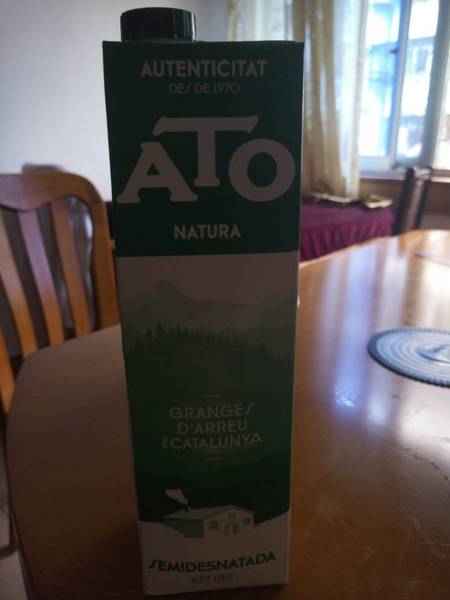 AUTENTICITAT
DES DE 1970
ATO
NATURA
GRANGES
D'ARREU
DE CATALUNYA
SEMIDESNATADA
LLET UHT